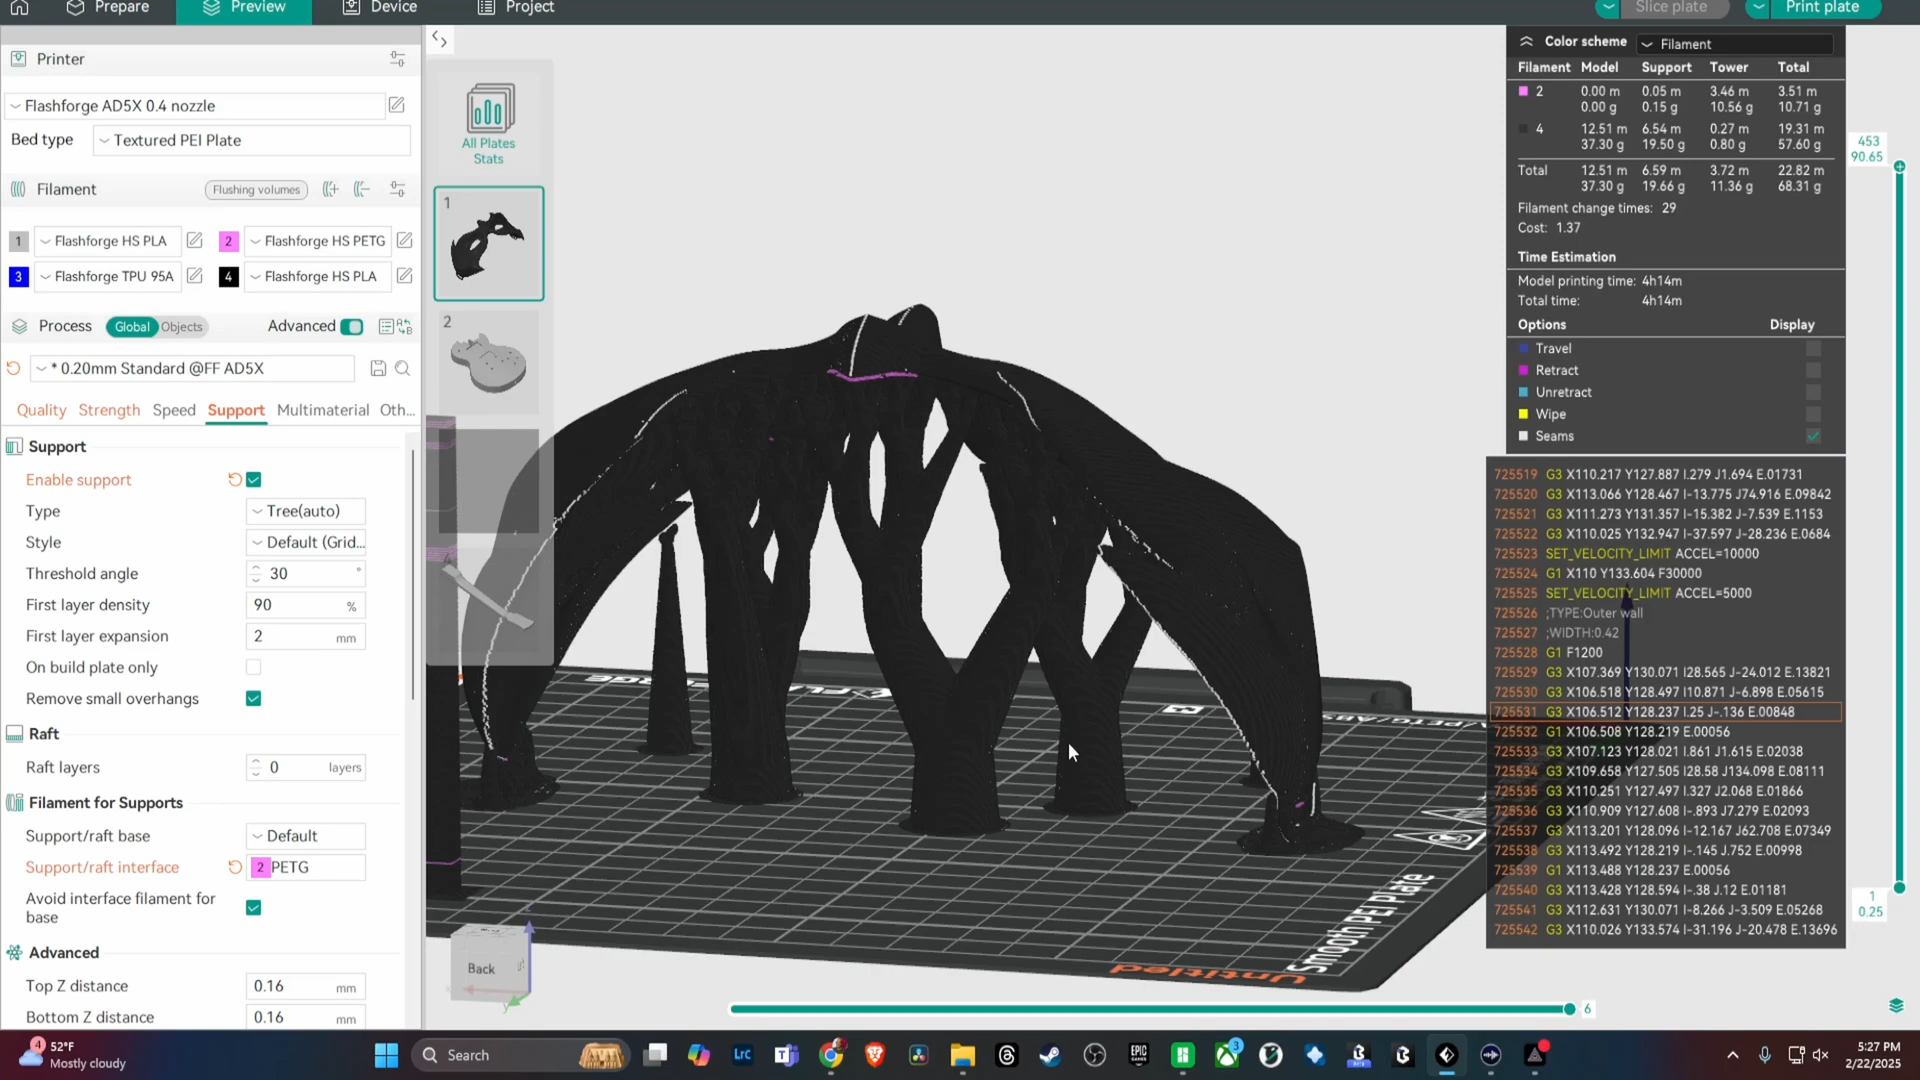 Prepare
Preview
Device
Project
Slice plate
Print plate
Printer
Flashforge AD5X 0.4 nozzle
Bed type
Textured PEI Plate
Filament
Flushing volumes
1
Flashforge HS PLA
2
Flashforge HS PETG
3
Flashforge TPU 95A
4
Flashforge HS PLA
Process
Global
Objects
Advanced
* 0.20mm Standard @FF AD5X
Quality
Strength
Speed
Support
Multimaterial
Oth...
Support
Enable support
Type
Tree(auto)
Style
Default (Grid...
Threshold angle
30
°
First layer density
90
%
First layer expansion
2
mm
On build plate only
Remove small overhangs
Raft
Raft layers
0
layers
Filament for Supports
Support/raft base
Default
Support/raft interface
2
PETG
Avoid interface filament for
base
Advanced
Top Z distance
0.16
mm
Bottom Z distance
0.16
mm
All Plates
Stats
1
2
Back
Smooth PEI Plate
Untitled
6
Color scheme
Filament
Filament Model Support Tower Total
2 0.00 m 0.05 m 3.46 m 3.51 m
0.00 g 0.15 g 10.56 g 10.71 g
4 12.51 m 6.54 m 0.27 m 19.31 m
37.30 g 19.50 g 0.80 g 57.60 g
Total 12.51 m 6.59 m 3.72 m 22.82 m
37.30 g 19.66 g 11.36 g 68.31 g
Filament change times: 29
Cost: 1.37
Time Estimation
Model printing time: 4h14m
Total time: 4h14m
Options Display
Travel
Retract
Unretract
Wipe
Seams
725519 G3 X110.217 Y127.887 I.279 J1.694 E.01731
725520 G3 X113.066 Y128.467 I-13.775 J74.916 E.09842
725521 G3 X111.273 Y131.357 I-15.382 J-7.539 E.1153
725522 G3 X110.025 Y132.947 I-37.597 J-28.236 E.0684
725523 SET_VELOCITY_LIMIT ACCEL=10000
725524 G1 X110 Y133.604 F30000
725525 SET_VELOCITY_LIMIT ACCEL=5000
725526 ;TYPE:Outer wall
725527 ;WIDTH:0.42
725528 G1 F1200
725529 G3 X107.369 Y130.071 I28.565 J-24.012 E.13821
725530 G3 X106.518 Y128.497 I10.871 J-6.898 E.05615
725531 G3 X106.512 Y128.237 I.25 J-.136 E.00848
725532 G1 X106.508 Y128.219 E.00056
725533 G3 X107.123 Y128.021 I.861 J1.615 E.02038
725534 G3 X109.658 Y127.505 I28.58 J134.098 E.08111
725535 G3 X110.251 Y127.497 I.327 J2.068 E.01866
725536 G3 X110.909 Y127.608 I-.893 J7.279 E.02093
725537 G3 X113.201 Y128.096 I-12.167 J62.708 E.07349
725538 G3 X113.492 Y128.219 I-.145 J.752 E.00998
725539 G1 X113.488 Y128.237 E.00056
725540 G3 X113.428 Y128.594 I-.38 J.12 E.01181
725541 G3 X112.631 Y130.071 I-8.266 J-3.509 E.05268
725542 G3 X110.026 Y133.574 I-31.196 J-20.478 E.13696
453
90.65
1
0.25
4
52°F
Mostly cloudy
Search
Lrc
EPIC
3
5:27 PM
2/22/2025